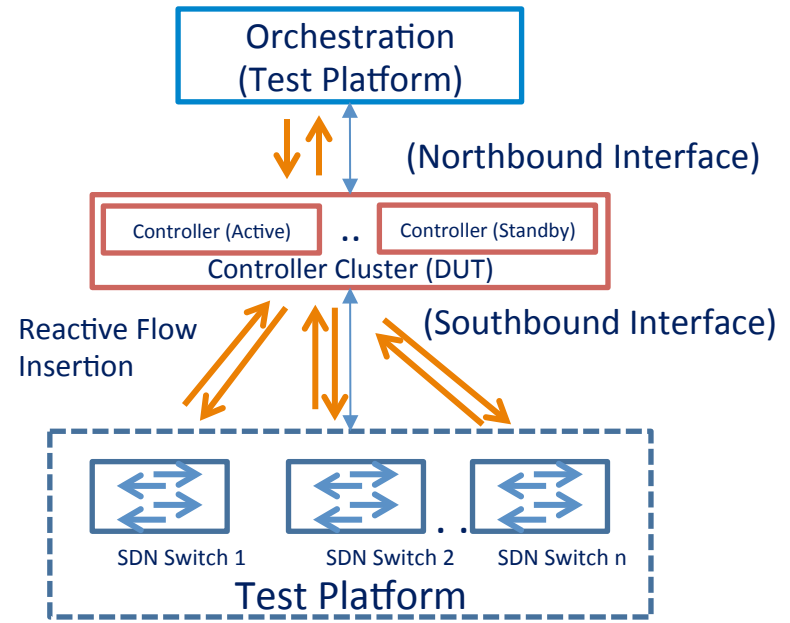 Orchestration
(Test Platform)
(Northbound Interface)
Controller (Active)
..
Controller (Standby)
Controller Cluster (DUT)
Reactive Flow
Insertion
(Southbound Interface)
. .
SDN Switch 1
SDN Switch 2
SDN Switch n
Test Platform